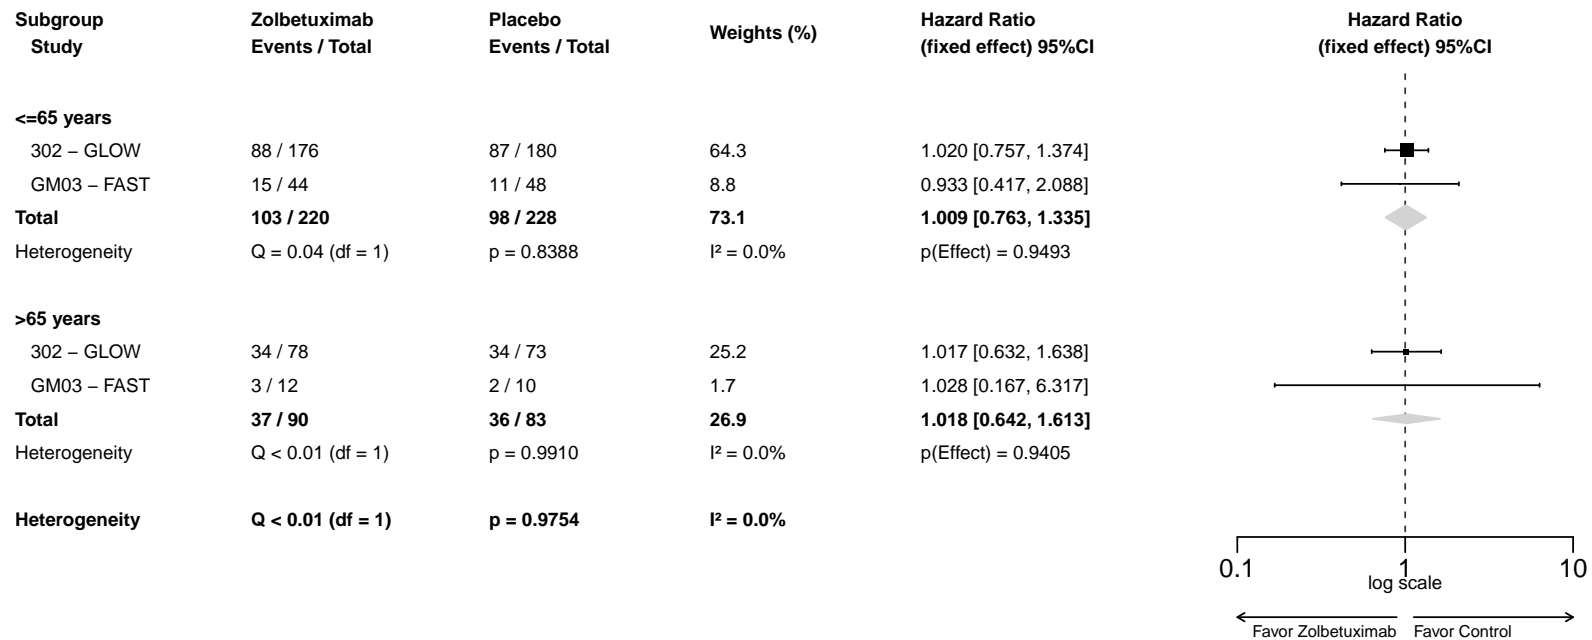 Subgroup Zolbetuximab Placebo Weights (%) Hazard Ratio Hazard Ratio
Study Events / Total Events / Total (fixed effect) 95%CI (fixed effect) 95%CI
<=65 years
302 – GLOW 88 / 176 87 / 180 64.3 1.020 [0.757, 1.374]
GM03 – FAST 15 / 44 11 / 48 8.8 0.933 [0.417, 2.088]
Total 103 / 220 98 / 228 73.1 1.009 [0.763, 1.335]
Heterogeneity Q = 0.04 (df = 1) p = 0.8388 I² = 0.0% p(Effect) = 0.9493
>65 years
302 – GLOW 34 / 78 34 / 73 25.2 1.017 [0.632, 1.638]
GM03 – FAST 3 / 12 2 / 10 1.7 1.028 [0.167, 6.317]
Total 37 / 90 36 / 83 26.9 1.018 [0.642, 1.613]
Heterogeneity Q < 0.01 (df = 1) p = 0.9910 I² = 0.0% p(Effect) = 0.9405
Heterogeneity Q < 0.01 (df = 1) p = 0.9754 I² = 0.0%
0.1 1 10
log scale
Favor Zolbetuximab Favor Control